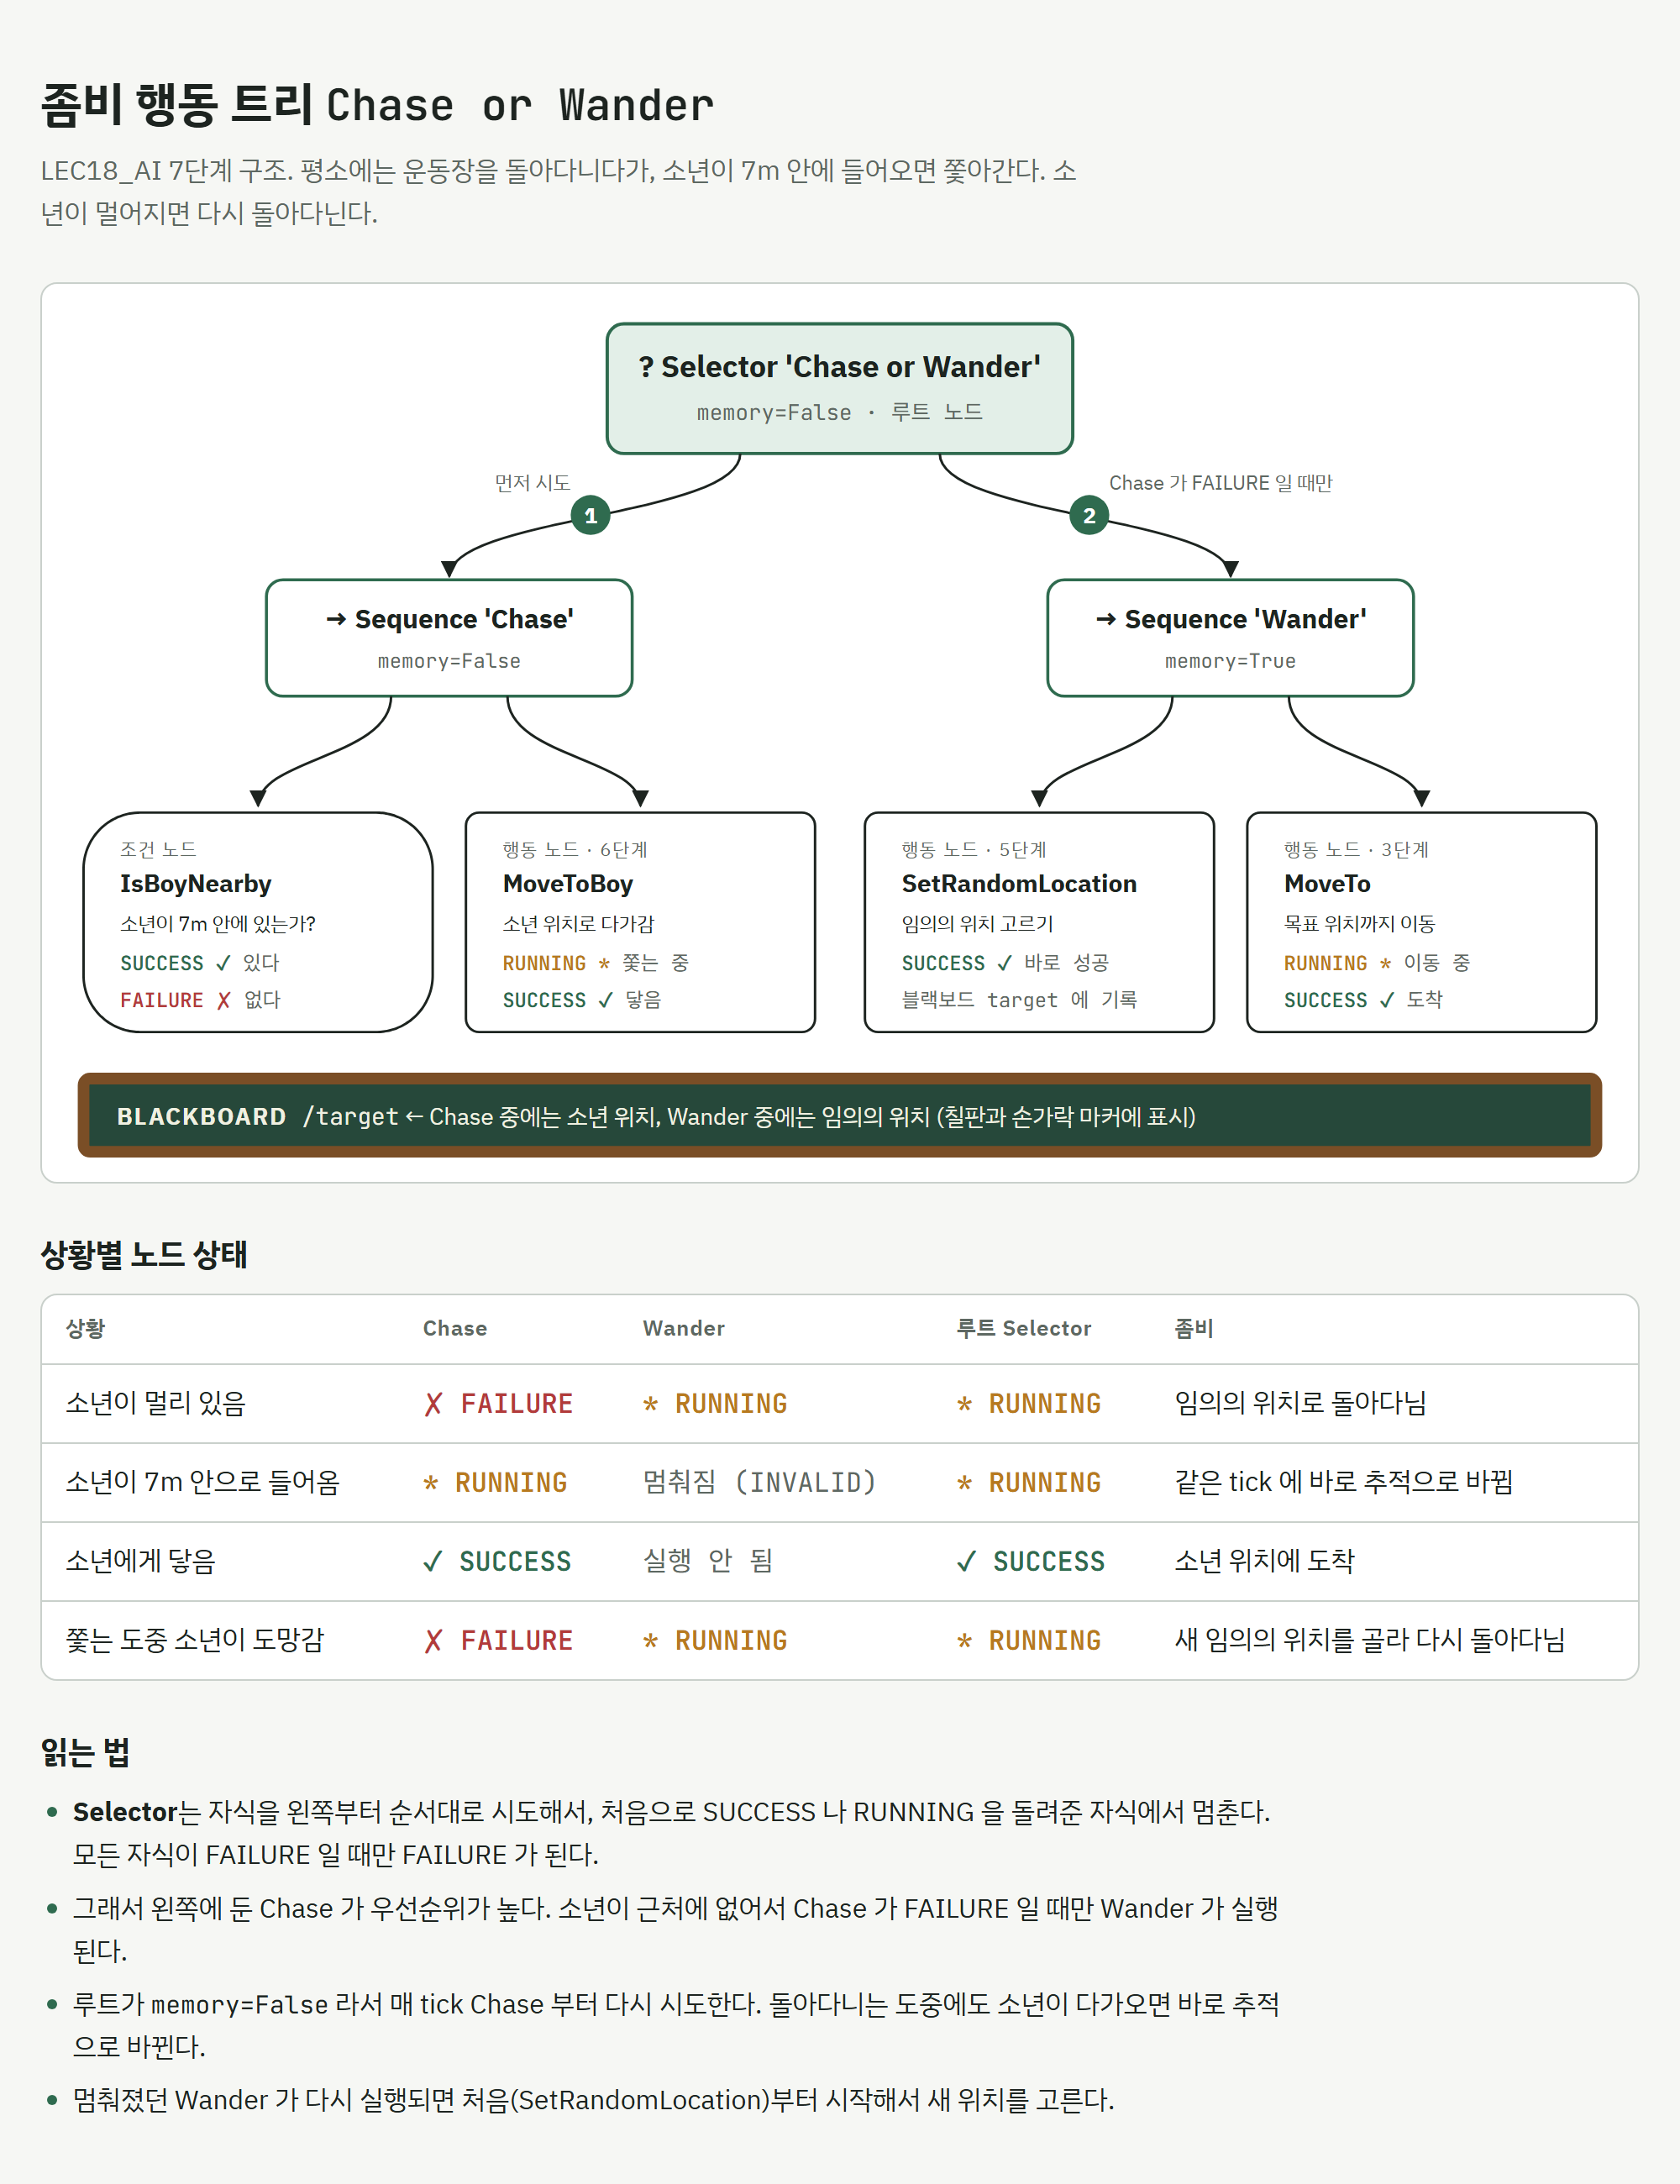 좀비 행동 트리 Chase or Wander
LEC18_AI 7단계 구조. 평소에는 운동장을 돌아다니다가, 소년이 7m 안에 들어오면 쫓아간다. 소
년이 멀어지면 다시 돌아다닌다.
? Selector 'Chase or Wander'
memory=False · 루트 노드
먼저 시도
Chase 가 FAILURE 일 때만
1
2
→ Sequence 'Chase'
memory=False
→ Sequence 'Wander'
memory=True
조건 노드
IsBoyNearby
소년이 7m 안에 있는가?
SUCCESS ✓ 있다
FAILURE ✗ 없다
행동 노드 · 6단계
MoveToBoy
소년 위치로 다가감
RUNNING * 쫓는 중
SUCCESS ✓ 닿음
행동 노드 · 5단계
SetRandomLocation
임의의 위치 고르기
SUCCESS ✓ 바로 성공
블랙보드 target 에 기록
행동 노드 · 3단계
MoveTo
목표 위치까지 이동
RUNNING * 이동 중
SUCCESS ✓ 도착
BLACKBOARD /target ← Chase 중에는 소년 위치, Wander 중에는 임의의 위치 (칠판과 손가락 마커에 표시)
상황별 노드 상태
상황 Chase Wander 루트 Selector 좀비
소년이 멀리 있음 ✗ FAILURE * RUNNING * RUNNING 임의의 위치로 돌아다님
소년이 7m 안으로 들어옴 * RUNNING 멈춰짐 (INVALID) * RUNNING 같은 tick 에 바로 추적으로 바뀜
소년에게 닿음 ✓ SUCCESS 실행 안 됨 ✓ SUCCESS 소년 위치에 도착
쫓는 도중 소년이 도망감 ✗ FAILURE * RUNNING * RUNNING 새 임의의 위치를 골라 다시 돌아다님
읽는 법
Selector는 자식을 왼쪽부터 순서대로 시도해서, 처음으로 SUCCESS 나 RUNNING 을 돌려준 자식에서 멈춘다.
모든 자식이 FAILURE 일 때만 FAILURE 가 된다.
그래서 왼쪽에 둔 Chase 가 우선순위가 높다. 소년이 근처에 없어서 Chase 가 FAILURE 일 때만 Wander 가 실행
된다.
루트가 memory=False 라서 매 tick Chase 부터 다시 시도한다. 돌아다니는 도중에도 소년이 다가오면 바로 추적
으로 바뀐다.
멈춰졌던 Wander 가 다시 실행되면 처음(SetRandomLocation)부터 시작해서 새 위치를 고른다.